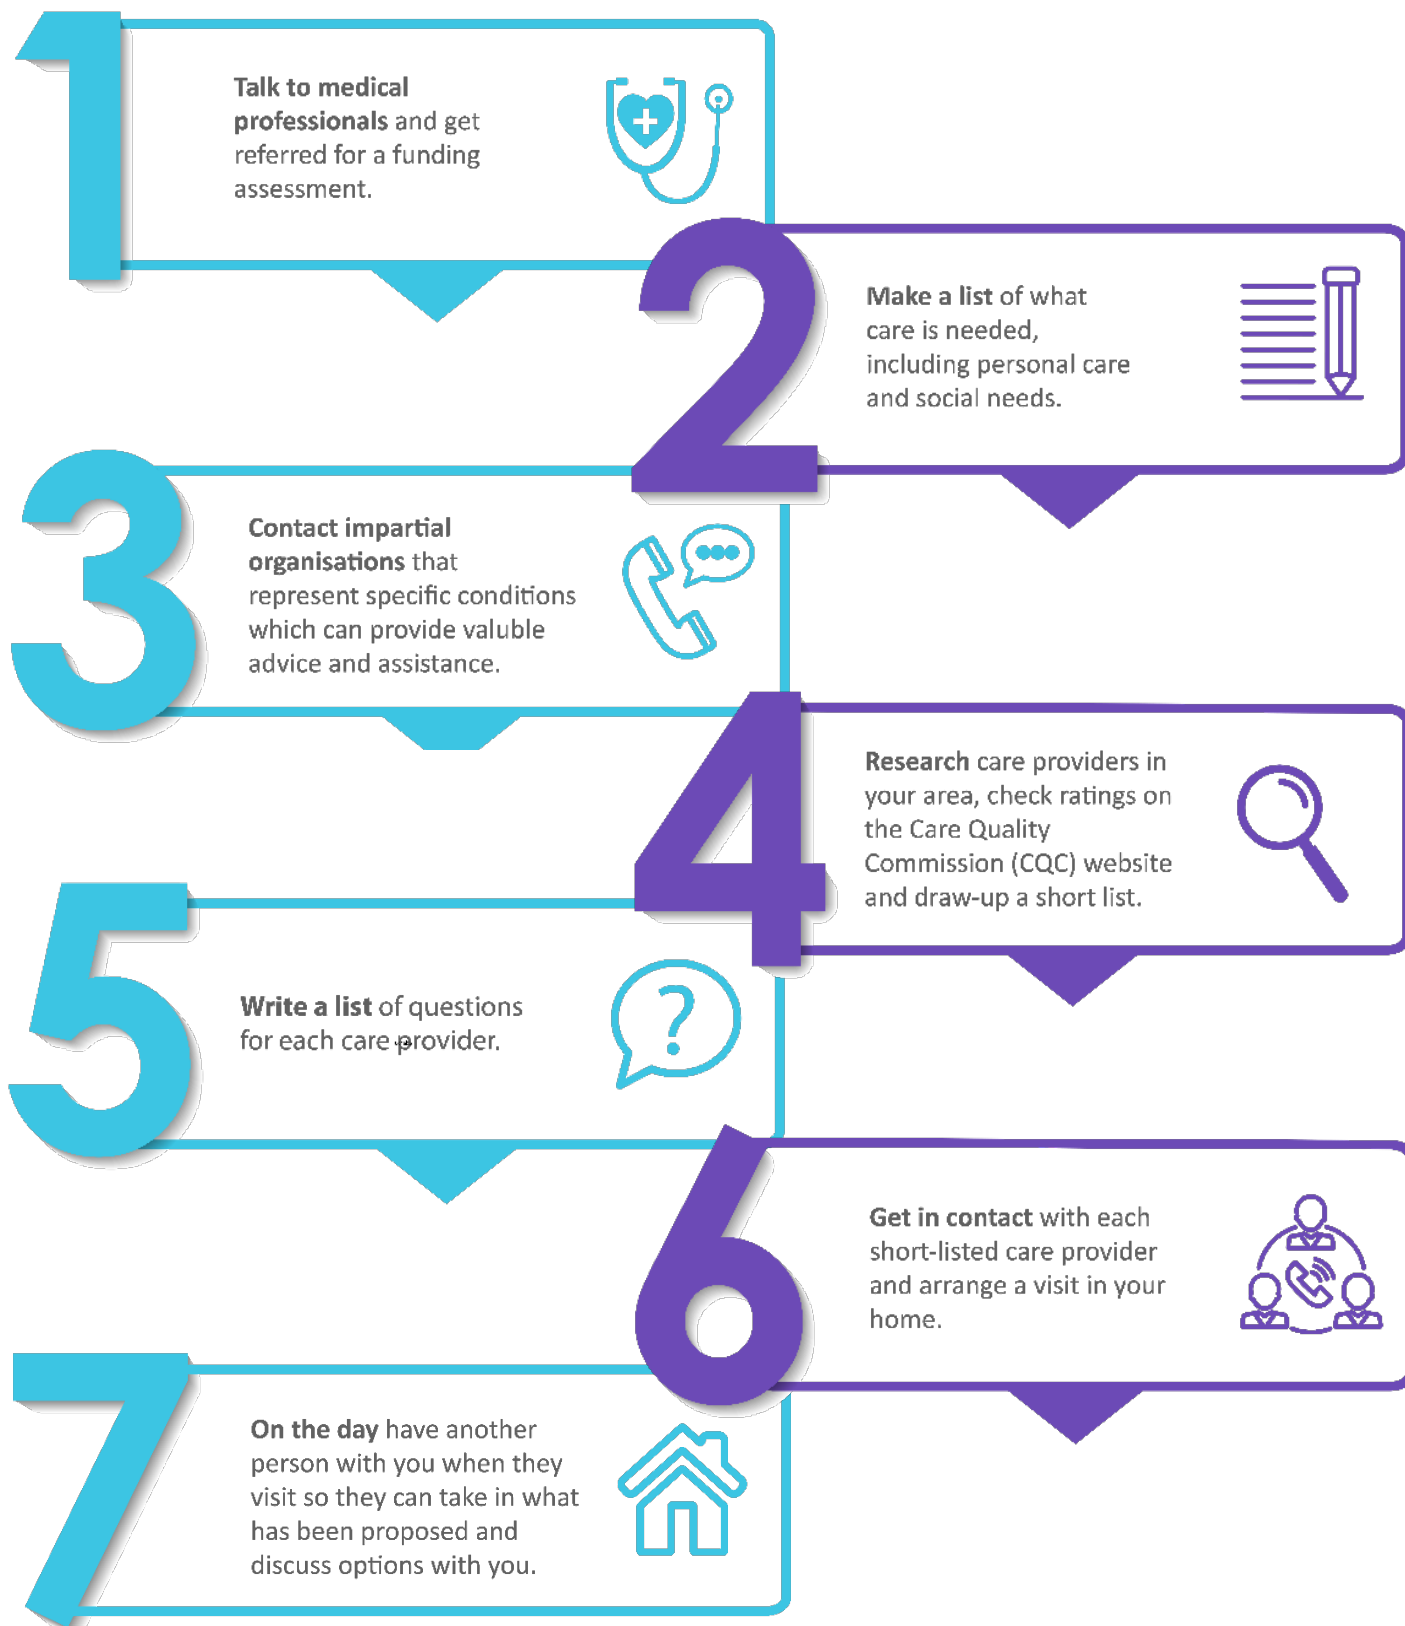 1
Talk to medical
professionals and get
referred for a funding
assessment.
2
Make a list of what
care is needed,
including personal care
and social needs.
3
Contact impartial
organisations that
represent specific conditions
which can provide valuble
advice and assistance.
4
Research care providers in
your area, check ratings on
the Care Quality
Commission (CQC) website
and draw-up a short list.
5
Write a list of questions
for each care provider.
?
6
Get in contact with each
short-listed care provider
and arrange a visit in your
home.
7
On the day have another
person with you when they
visit so they can take in what
has been proposed and
discuss options with you.